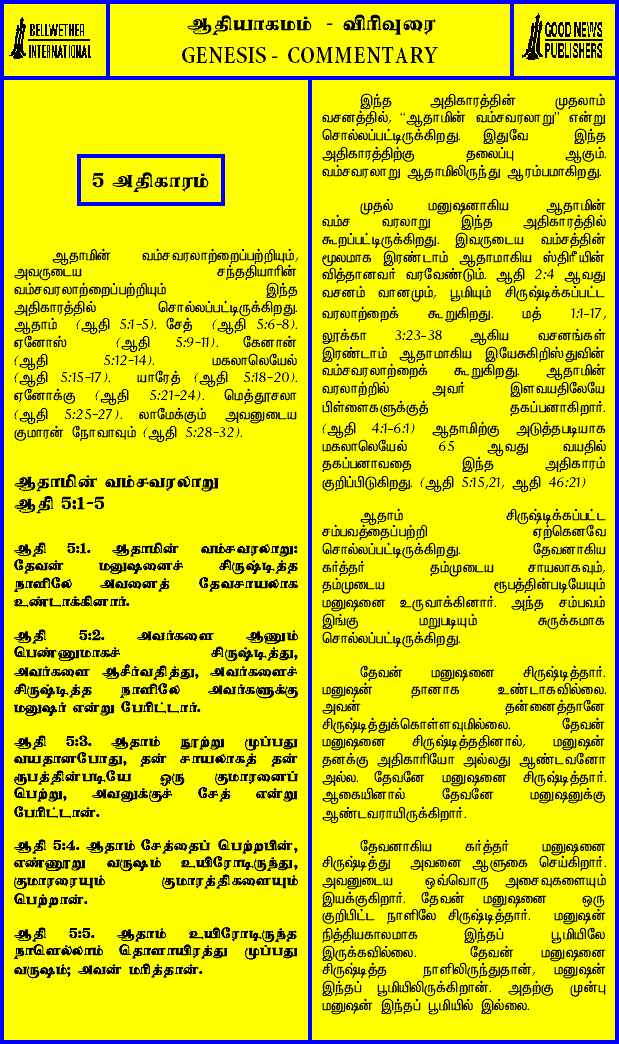 BELLWETHER
INTERNATIONAL
ஆதியாகமம் - விரிவுரை
GENESIS - COMMENTARY
GOOD NEWS
PUBLISHERS
5 அதிகாரம்
ஆதாமின் வம்சவரலாற்றைப்பற்றியும்,
அவருடைய சந்ததியாரின்
வம்சவரலாற்றைப்பற்றியும் இந்த
அதிகாரத்தில் சொல்லப்பட்டிருக்கிறது.
ஆதாம் (ஆதி 5:1-5). சேத் (ஆதி 5:6-8).
ஏனோஸ் (ஆதி 5:9-11). கேனான்
(ஆதி 5:12-14). மகலாலெயேல்
(ஆதி 5:15-17). யாரேத் (ஆதி 5:18-20).
ஏனோக்கு (ஆதி 5:21-24). மெத்தூசலா
(ஆதி 5:25-27). லாமேக்கும் அவனுடைய
குமாரன் நோவாவும் (ஆதி 5:28-32).
ஆதாமின் வம்சவரலாறு
ஆதி 5:1-5
ஆதி 5:1. ஆதாமின் வம்சவரலாறு:
தேவன் மனுஷனைச் சிருஷ்டித்த
நாளிலே அவனைத் தேவசாயலாக
உண்டாக்கினார்.
ஆதி 5:2. அவர்களை ஆணும்
பெண்ணுமாகச் சிருஷ்டித்து,
அவர்களை ஆசீர்வதித்து, அவர்களைச்
சிருஷ்டித்த நாளிலே அவர்களுக்கு
மனுஷர் என்று பேரிட்டார்.
ஆதி 5:3. ஆதாம் நூற்று முப்பது
வயதானபோது, தன் சாயலாகத் தன்
ரூபத்தின்படியே ஒரு குமாரனைப்
பெற்று, அவனுக்குச் சேத் என்று
பேரிட்டான்.
ஆதி 5:4. ஆதாம் சேத்தைப் பெற்றபின்,
எண்ணூறு வருஷம் உயிரோடிருந்து,
குமாரரையும் குமாரத்திகளையும்
பெற்றான்.
ஆதி 5:5. ஆதாம் உயிரோடிருந்த
நாளெல்லாம் தொளாயிரத்து முப்பது
வருஷம்; அவன் மரித்தான்.
இந்த அதிகாரத்தின் முதலாம்
வசனத்தில், “ஆதாமின் வம்சவரலாறு” என்று
சொல்லப்பட்டிருக்கிறது. இதுவே இந்த
அதிகாரத்திற்கு தலைப்பு ஆகும்.
வம்சவரலாறு ஆதாமிலிருந்து ஆரம்பமாகிறது.
முதல் மனுஷனாகிய ஆதாமின்
வம்ச வரலாறு இந்த அதிகாரத்தில்
கூறப்பட்டிருக்கிறது. இவருடைய வம்சத்தின்
மூலமாக இரண்டாம் ஆதாமாகிய ஸ்திரீயின்
வித்தானவர் வரவேண்டும். ஆதி 2:4 ஆவது
வசனம் வானமும், பூமியும் சிருஷ்டிக்கப்பட்ட
வரலாற்றைக் கூறுகிறது. மத் 1:1-17,
லூக்கா 3:23-38 ஆகிய வசனங்கள்
இரண்டாம் ஆதாமாகிய இயேசுகிறிஸ்துவின்
வம்சவரலாற்றைக் கூறுகிறது. ஆதாமின்
வரலாற்றில் அவர் இளவயதிலேயே
பிள்ளைகளுக்குத் தகப்பனாகிறார்.
(ஆதி 4:1-6:1) ஆதாமிற்கு அடுத்தபடியாக
மகலாலெயேல் 65 ஆவது வயதில்
தகப்பனாவதை இந்த அதிகாரம்
குறிப்பிடுகிறது. (ஆதி 5:15,21, ஆதி 46:21)
ஆதாம் சிருஷ்டிக்கப்பட்ட
சம்பவத்தைப்பற்றி ஏற்கெனவே
சொல்லப்பட்டிருக்கிறது. தேவனாகிய
கர்த்தர் தம்முடைய சாயலாகவும்,
தம்முடைய ரூபத்தின்படியேயும்
மனுஷனை உருவாக்கினார். அந்த சம்பவம்
இங்கு மறுபடியும் சுருக்கமாக
சொல்லப்பட்டிருக்கிறது.
தேவன் மனுஷனை சிருஷ்டித்தார்.
மனுஷன் தானாக உண்டாகவில்லை.
அவன் தன்னைத்தானே
சிருஷ்டித்துக்கொள்ளவுமில்லை. தேவன்
மனுஷனை சிருஷ்டித்ததினால், மனுஷன்
தனக்கு அதிகாரியோ அல்லது ஆண்டவனோ
அல்ல. தேவனே மனுஷனை சிருஷ்டித்தார்.
ஆகையினால் தேவனே மனுஷனுக்கு
ஆண்டவராயிருக்கிறார்.
தேவனாகிய கர்த்தர் மனுஷனை
சிருஷ்டித்து அவனை ஆளுகை செய்கிறார்.
அவனுடைய ஒவ்வொரு அசைவுகளையும்
இயக்குகிறார். தேவன் மனுஷனை ஒரு
குறிபிட்ட நாளிலே சிருஷ்டித்தார். மனுஷன்
நித்தியகாலமாக இந்தப் பூமியிலே
இருக்கவில்லை. தேவன் மனுஷனை
சிருஷ்டித்த நாளிலிருந்துதான், மனுஷன்
இந்தப் பூமியிலிருக்கிறான். அதற்கு முன்பு
மனுஷன் இந்தப் பூமியில் இல்லை.